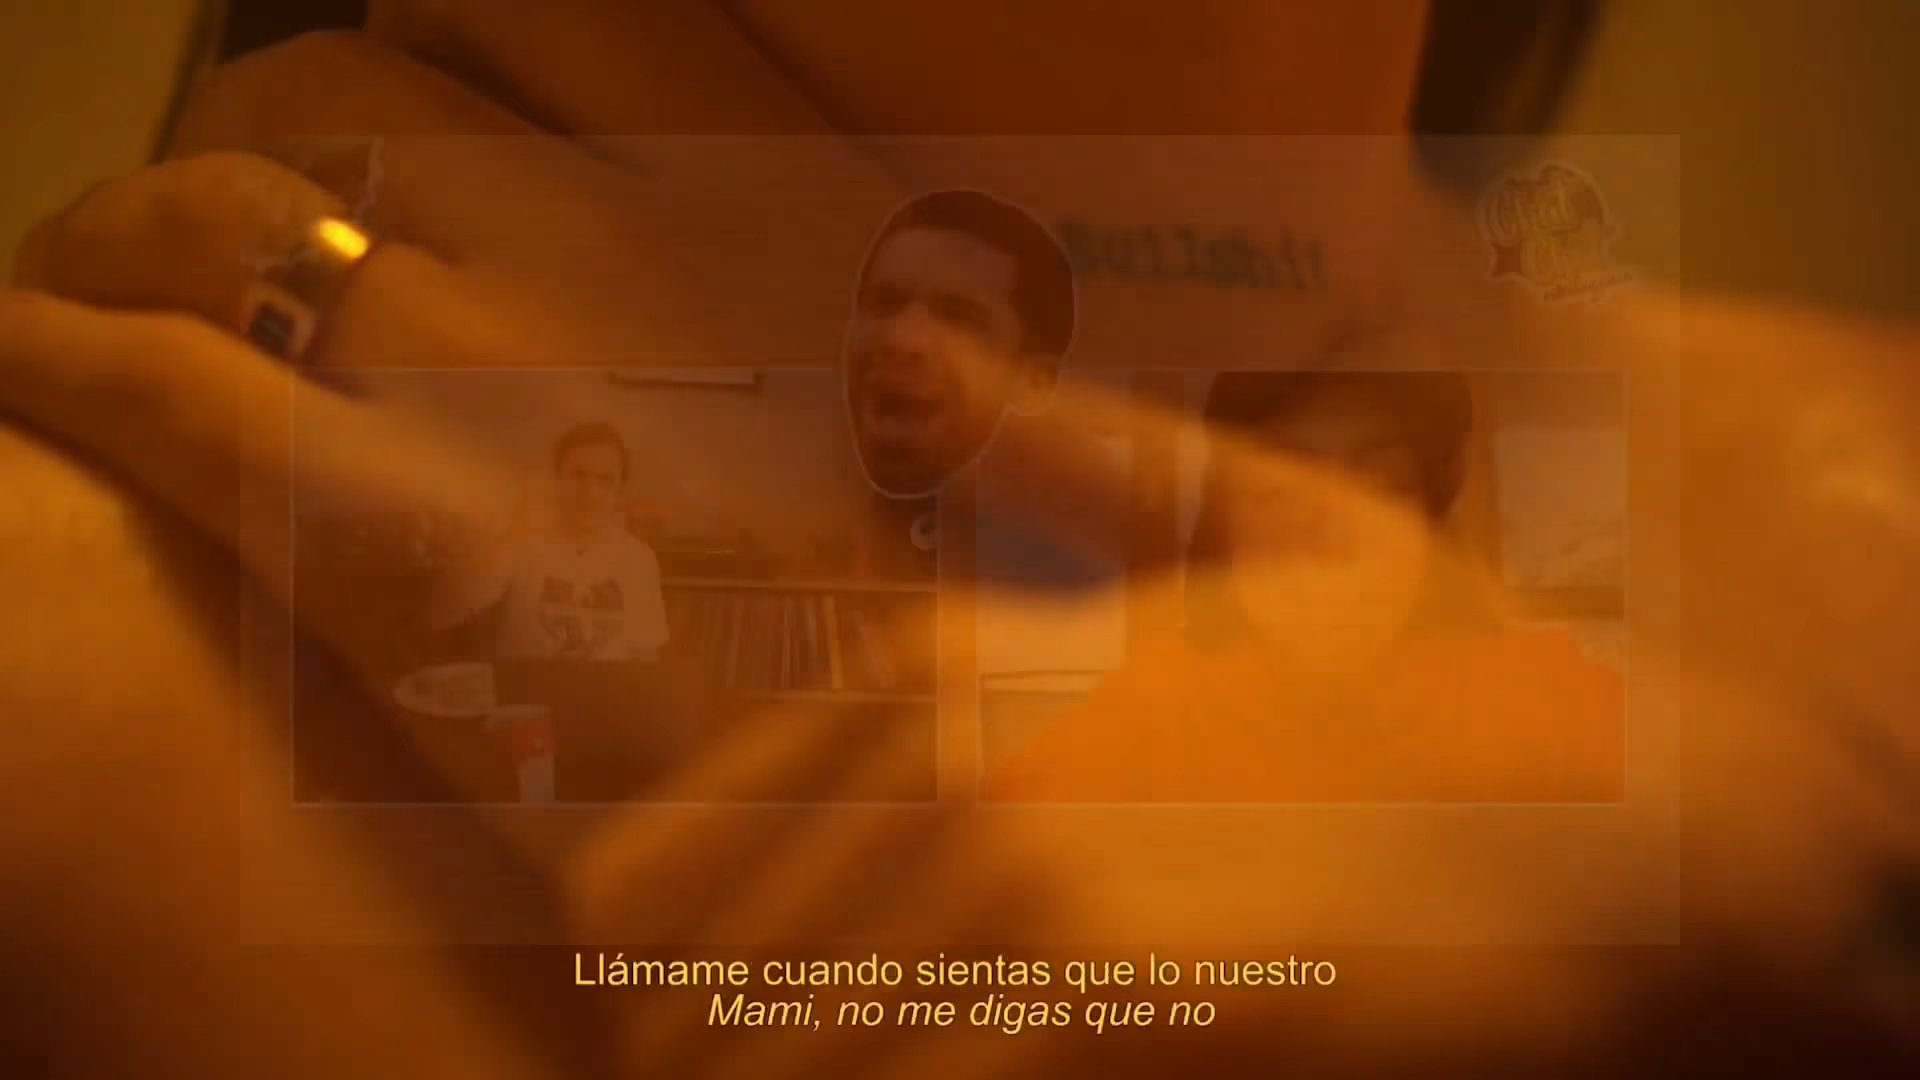 Llámame cuando sientas que lo nuestro
Mami, no me digas que no